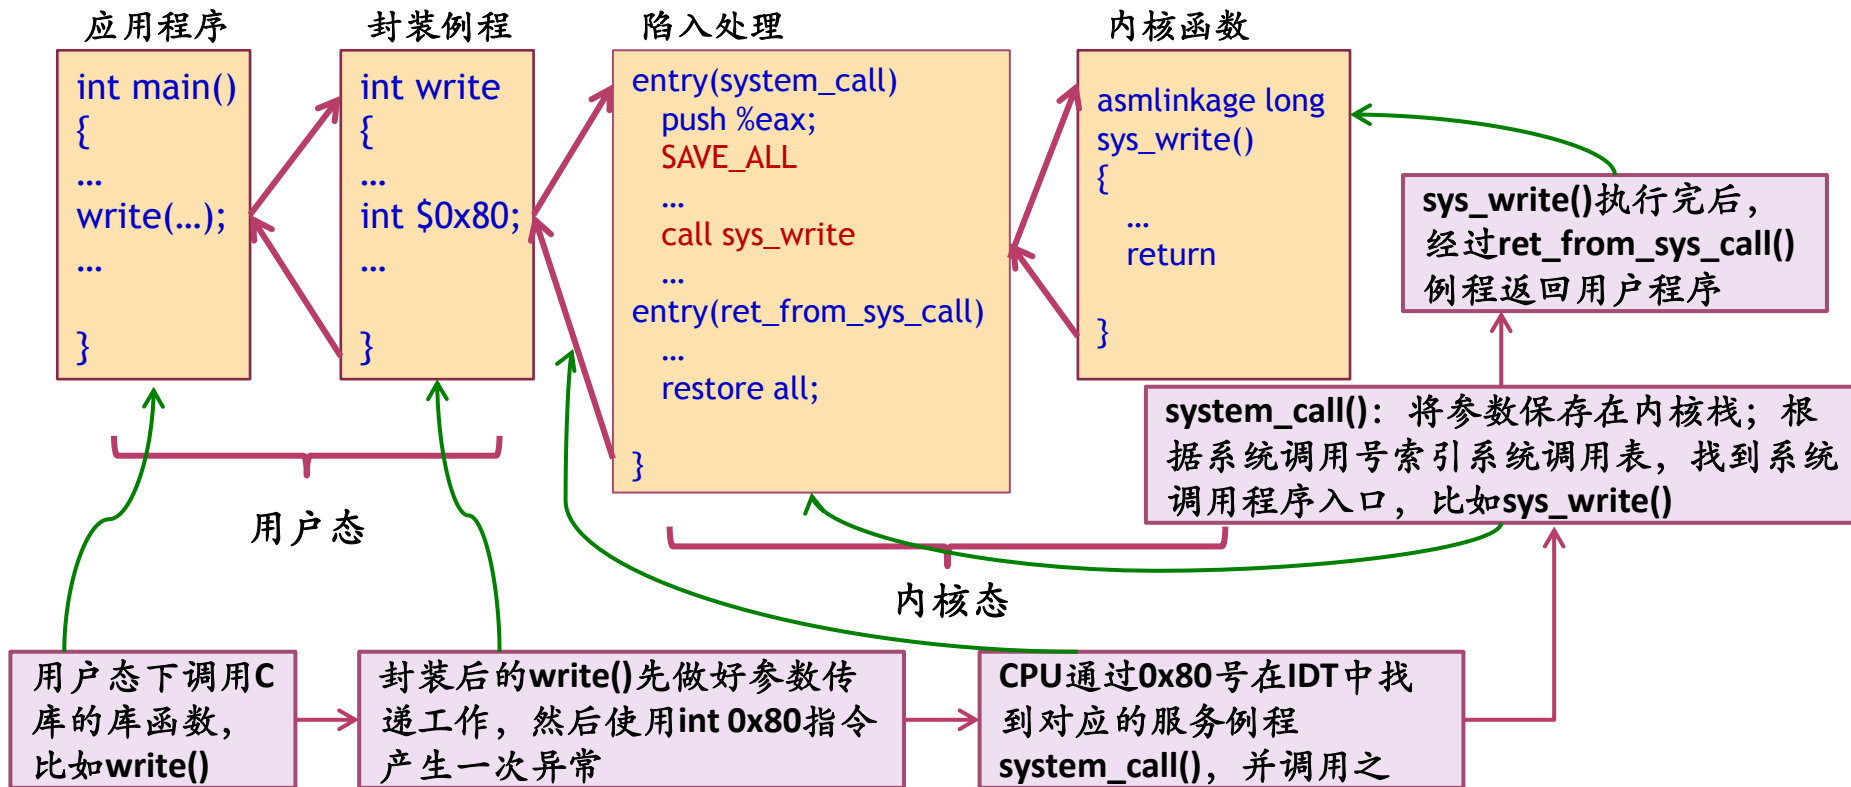 应用程序
int main()
{
...
write(...);
...
}
封装例程
int write
{
...
int $0x80;
...
}
陷入处理
entry(system_call)
push %eax;
SAVE_ALL
...
call sys_write
...
entry(ret_from_sys_call)
...
restore all;
}
内核函数
asmlinkage long
sys_write()
{
...
return
}
sys_write()执行完后，
经过ret_from_sys_call()
例程返回用户程序
system_call()：将参数保存在内核栈；根
据系统调用号索引系统调用表，找到系统
调用程序入口，比如sys_write()
用户态
内核态
用户态下调用C
库的库函数，
比如write()
封装后的write()先做好参数传
递工作，然后使用int 0x80指令
产生一次异常
CPU通过0x80号在IDT中找
到对应的服务例程
system_call()，并调用之